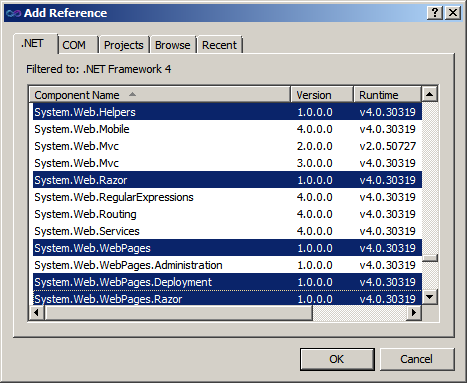 Add Reference
.NET COM Projects Browse Recent
Filtered to: .NET Framework 4
Component Name Version Runtime
System.Web.Helpers 1.0.0.0 v4.0.30319
System.Web.Mobile 4.0.0.0 v4.0.30319
System.Web.Mvc 2.0.0.0 v2.0.50727
System.Web.Mvc 3.0.0.0 v4.0.30319
System.Web.Razor 1.0.0.0 v4.0.30319
System.Web.RegularExpressions 4.0.0.0 v4.0.30319
System.Web.Routing 4.0.0.0 v4.0.30319
System.Web.Services 4.0.0.0 v4.0.30319
System.Web.WebPages 1.0.0.0 v4.0.30319
System.Web.WebPages.Administration 1.0.0.0 v4.0.30319
System.Web.WebPages.Deployment 1.0.0.0 v4.0.30319
System.Web.WebPages.Razor 1.0.0.0 v4.0.30319
OK Cancel